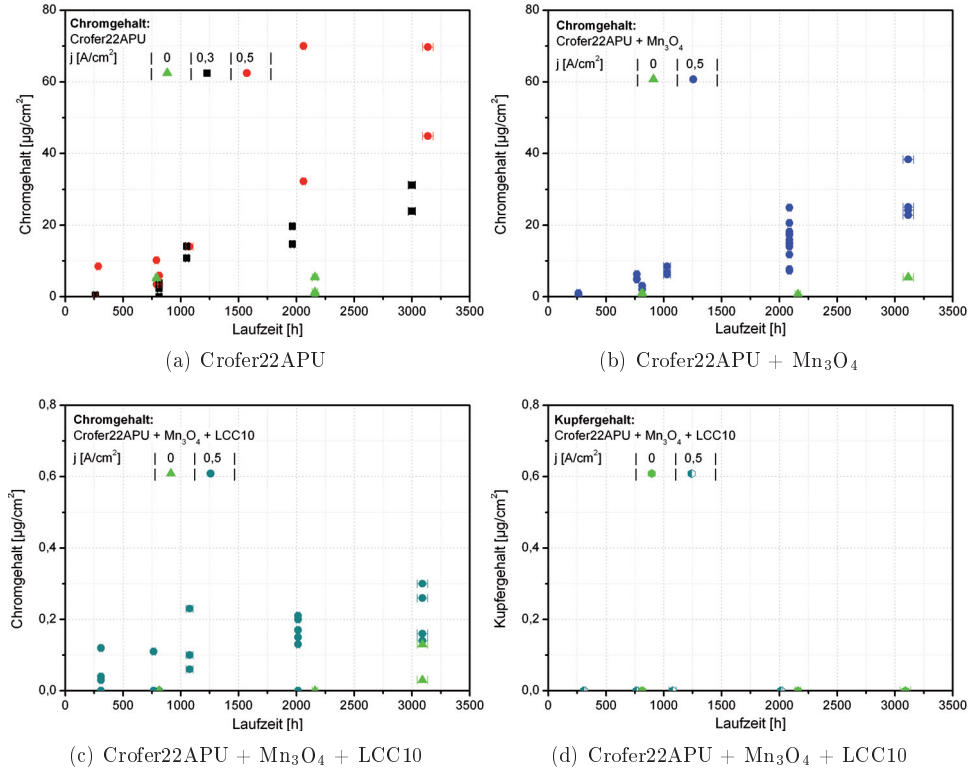 Chromgehalt:
Crofer22APU
j [A/cm²] | 0 | 0,3 | 0,5 |
80
60
40
20
0
Chromgehalt [µg/cm²]
0 500 1000 1500 2000 2500 3000 3500
Laufzeit [h]
(a) Crofer22APU
Chromgehalt:
Crofer22APU + Mn₃O₄
j [A/cm²] | 0 | 0,5 |
80
60
40
20
0
Chromgehalt [µg/cm²]
0 500 1000 1500 2000 2500 3000 3500
Laufzeit [h]
(b) Crofer22APU + Mn₃O₄
Chromgehalt:
Crofer22APU + Mn₃O₄ + LCC10
j [A/cm²] | 0 | 0,5 |
0,8
0,6
0,4
0,2
0,0
Chromgehalt [µg/cm²]
0 500 1000 1500 2000 2500 3000 3500
Laufzeit [h]
(c) Crofer22APU + Mn₃O₄ + LCC10
Kupfergehalt:
Crofer22APU + Mn₃O₄ + LCC10
j [A/cm²] | 0 | 0,5 |
0,8
0,6
0,4
0,2
0,0
Kupfergehalt [µg/cm²]
0 500 1000 1500 2000 2500 3000 3500
Laufzeit [h]
(d) Crofer22APU + Mn₃O₄ + LCC10